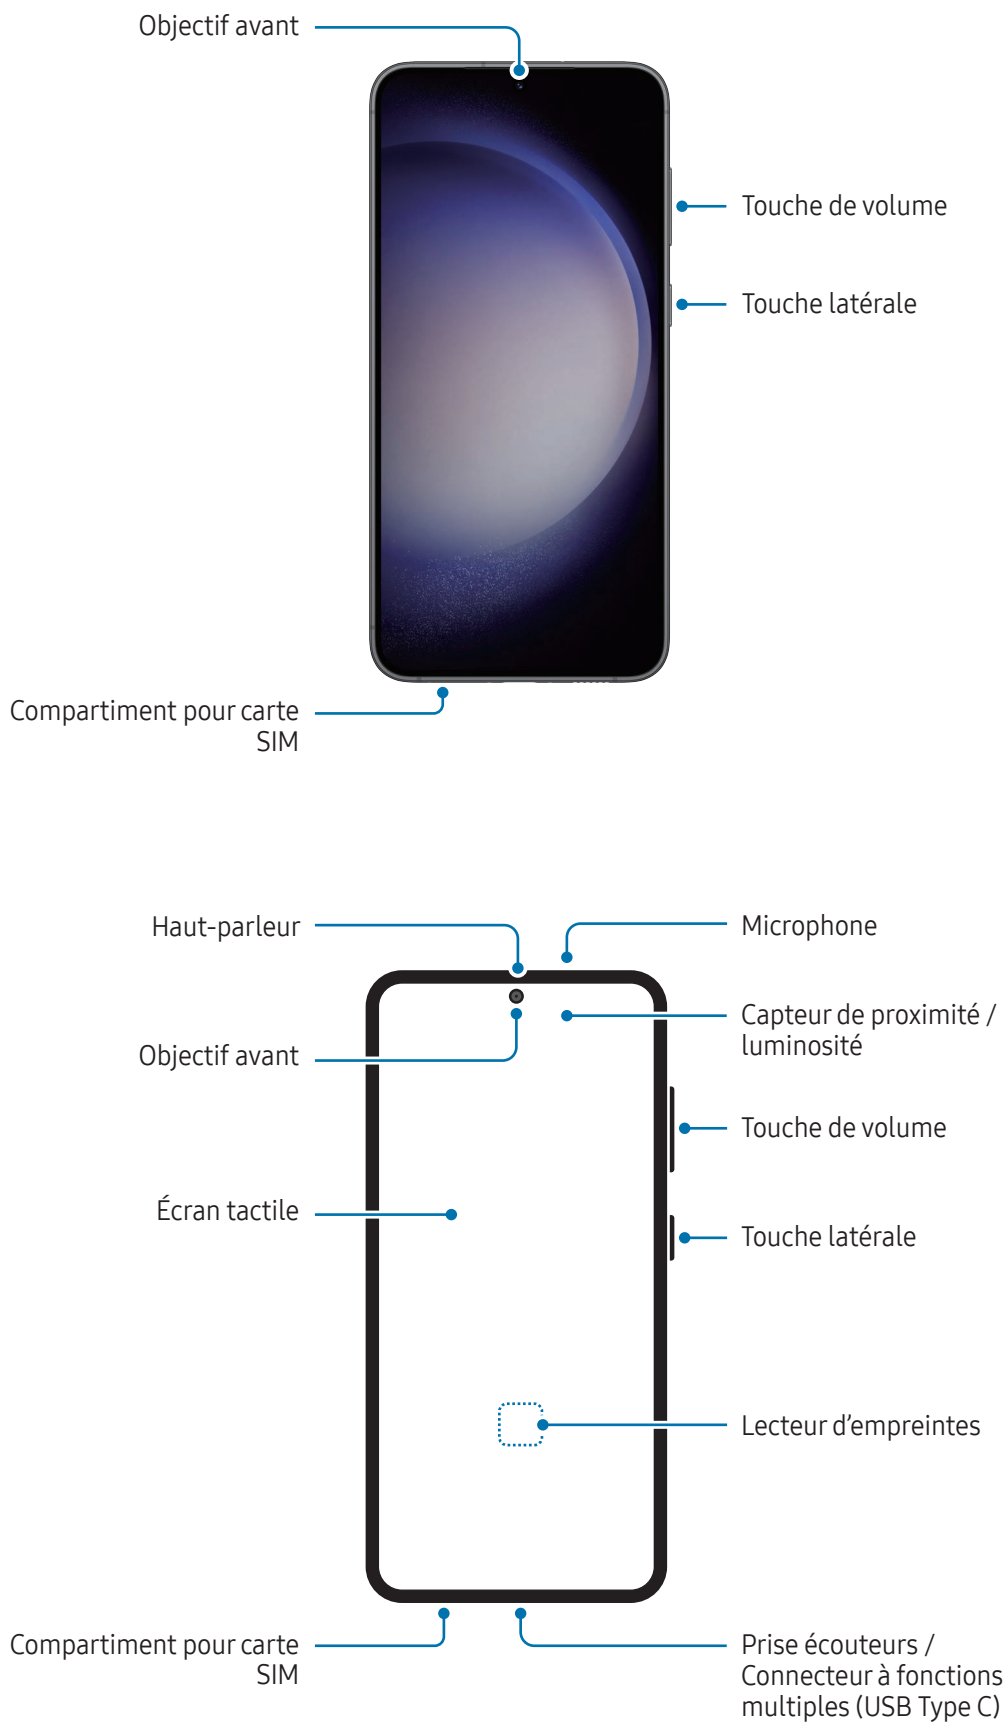 Objectif avant
Touche de volume
Touche latérale
Compartiment pour carte
SIM
Haut-parleur
Microphone
Objectif avant
Capteur de proximité /
luminosité
Touche de volume
Écran tactile
Touche latérale
Lecteur d’empreintes
Compartiment pour carte
SIM
Prise écouteurs /
Connecteur à fonctions
multiples (USB Type C)